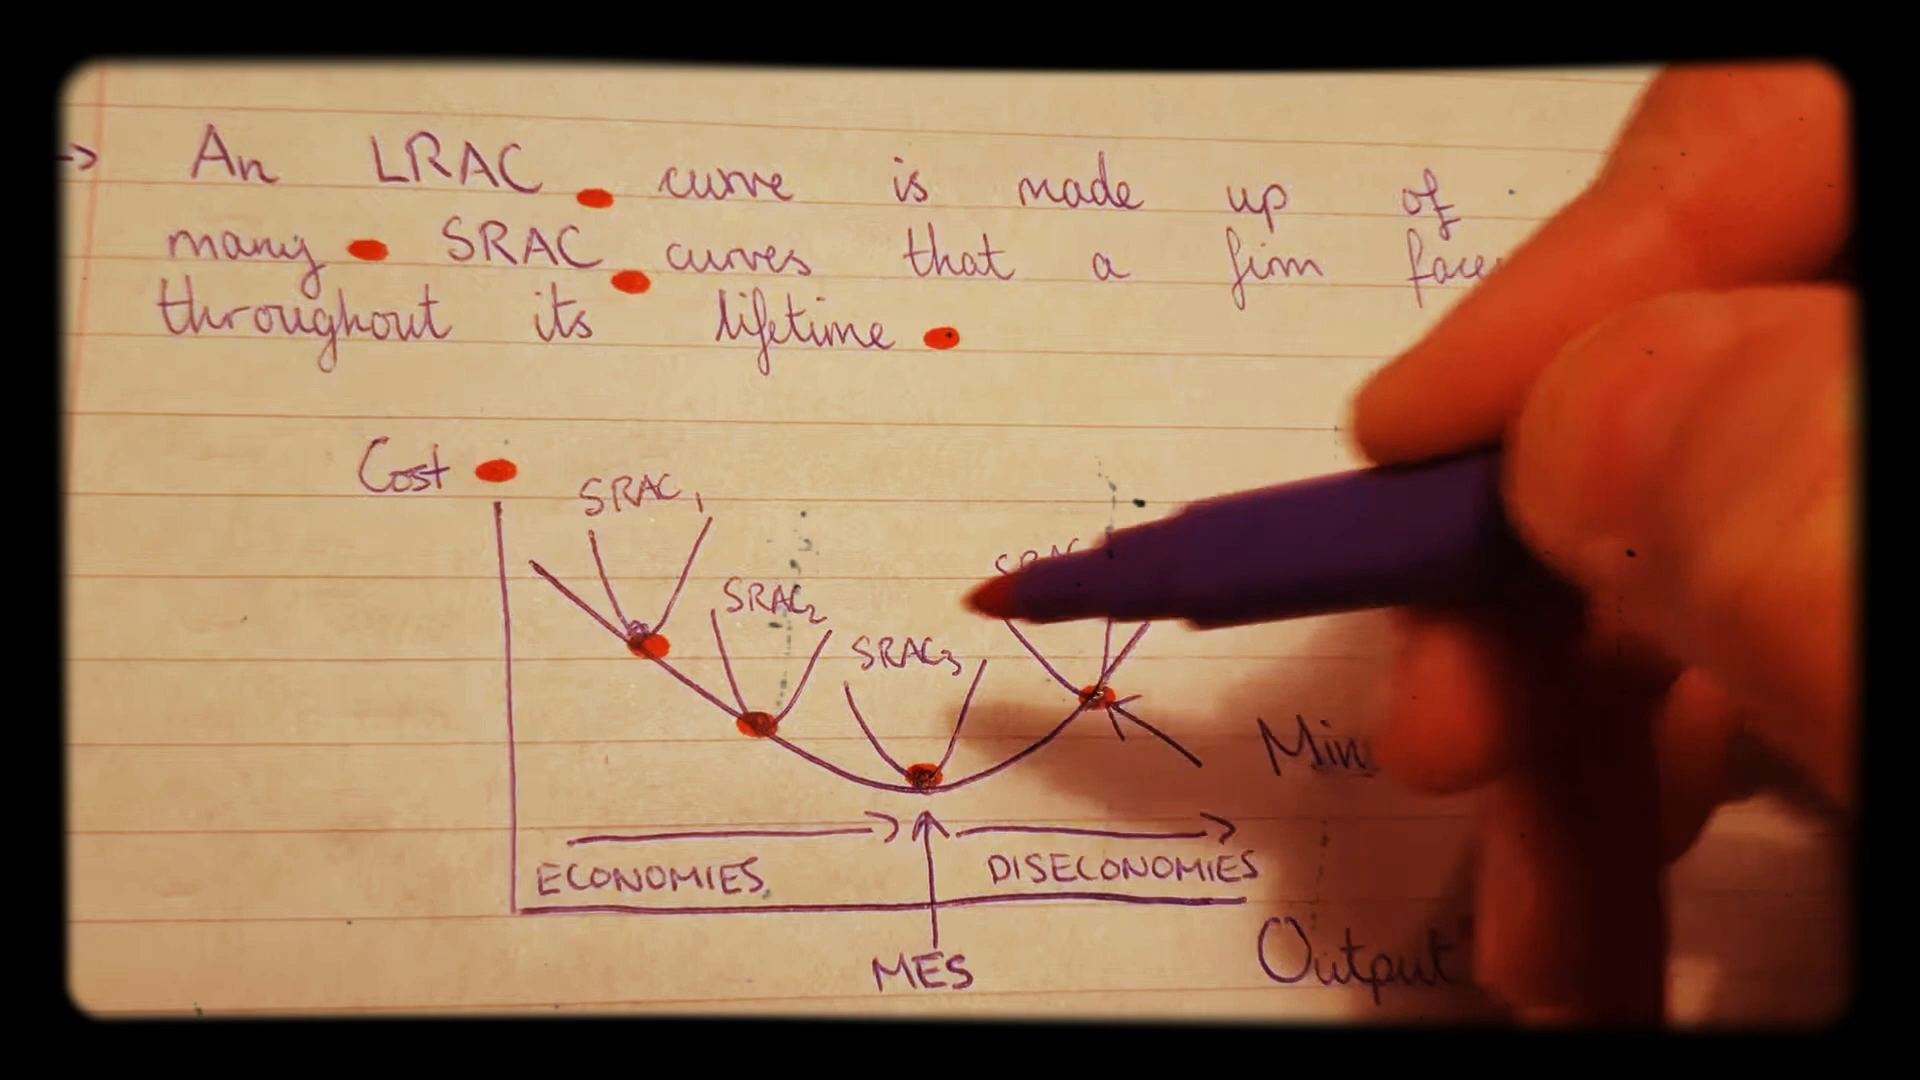 -> An LRAC curve is made up of
many SRAC curves that a firm
throughout its lifetime
Cost
SRAC1
SRAC2
SRAC3
Min
ECONOMIES
DISECONOMIES
MES
Output